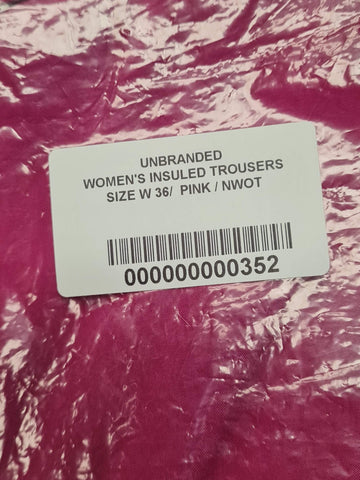 UNBRANDED
WOMEN'S INSULED TROUSERS
SIZE W 36/ PINK / NWOT
000000000352